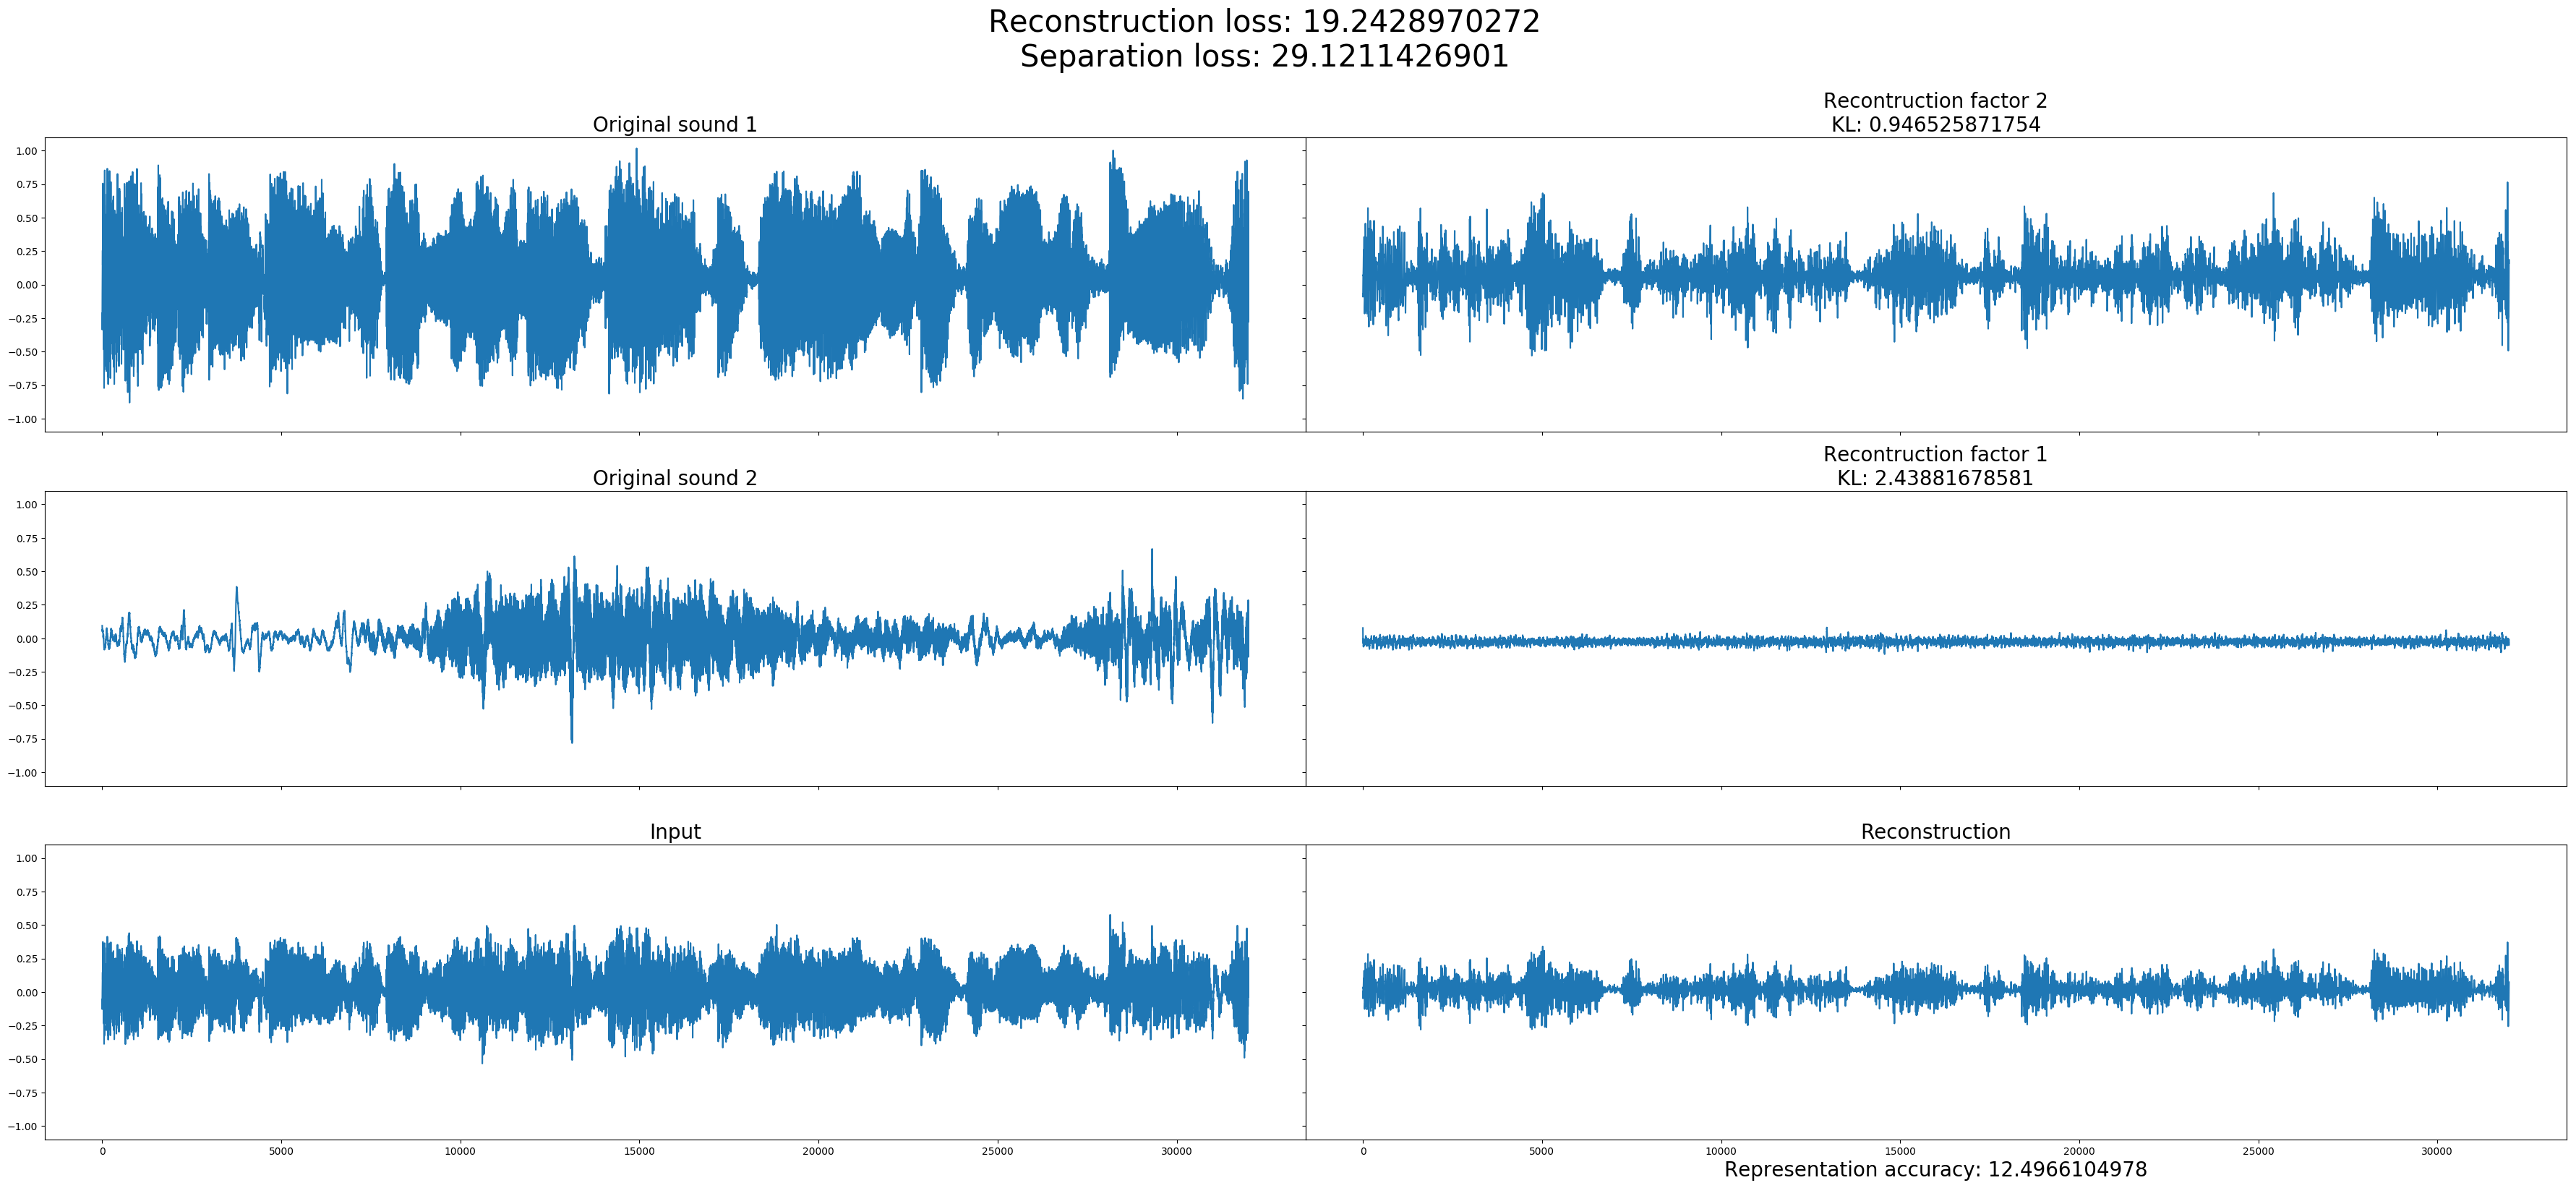 Reconstruction loss: 19.2428970272
Separation loss: 29.1211426901
Original sound 1
Recontruction factor 2
KL: 0.946525871754
1.00
0.75
0.50
0.25
0.00
−0.25
−0.50
−0.75
−1.00
Original sound 2
Recontruction factor 1
KL: 2.43881678581
1.00
0.75
0.50
0.25
0.00
−0.25
−0.50
−0.75
−1.00
Input
Reconstruction
1.00
0.75
0.50
0.25
0.00
−0.25
−0.50
−0.75
−1.00
0 5000 10000 15000 20000 25000 30000
0 5000 10000 15000 20000 25000 30000
Representation accuracy: 12.4966104978